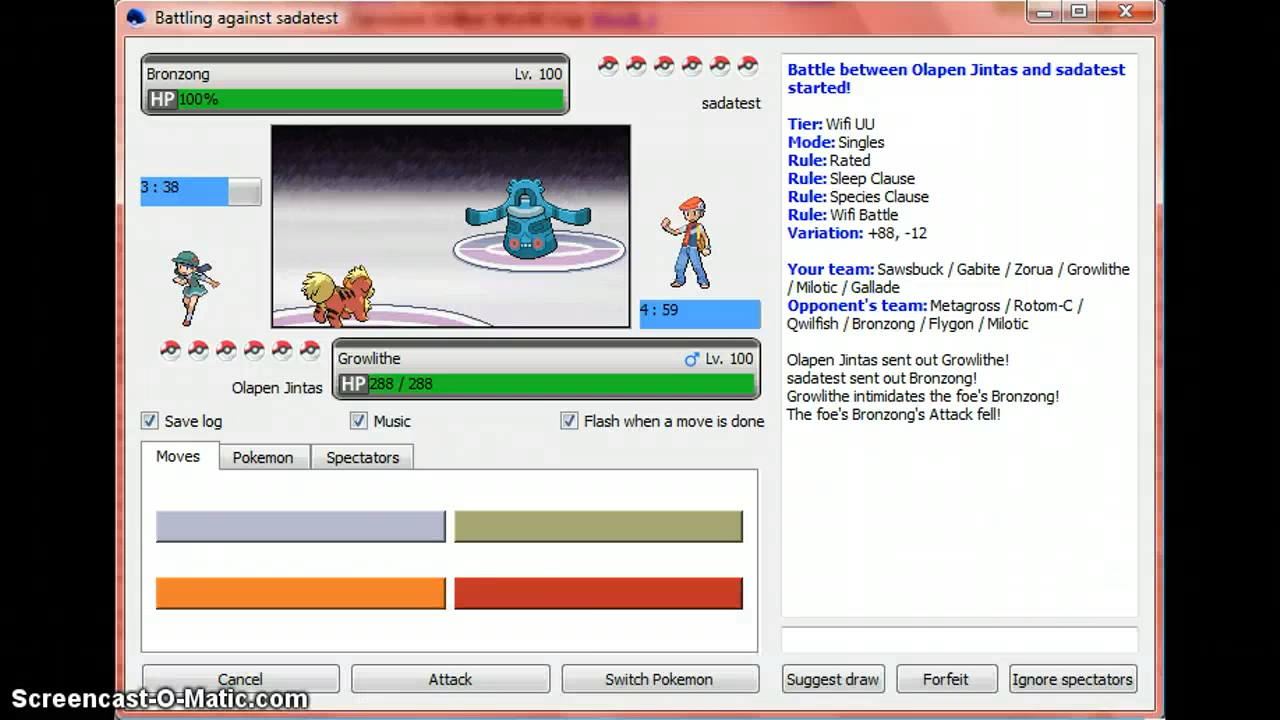 Battling against sadatest
Bronzong Lv. 100
HP 100%
sadatest
3 : 38
4 : 59
Growlithe ♂ Lv. 100
HP 288 / 288
Olapen Jintas
Save log Music Flash when a move is done
Moves Pokemon Spectators
Cancel Attack Switch Pokemon
Battle between Olapen Jintas and sadatest
started!
Tier: Wifi UU
Mode: Singles
Rule: Rated
Rule: Sleep Clause
Rule: Species Clause
Rule: Wifi Battle
Variation: +88, -12
Your team: Sawsbuck / Gabite / Zorua / Growlithe
/ Milotic / Gallade
Opponent's team: Metagross / Rotom-C /
Qwilfish / Bronzong / Flygon / Milotic
Olapen Jintas sent out Growlithe!
sadatest sent out Bronzong!
Growlithe intimidates the foe's Bronzong!
The foe's Bronzong's Attack fell!
Suggest draw Forfeit Ignore spectators
Screencast-O-Matic.com